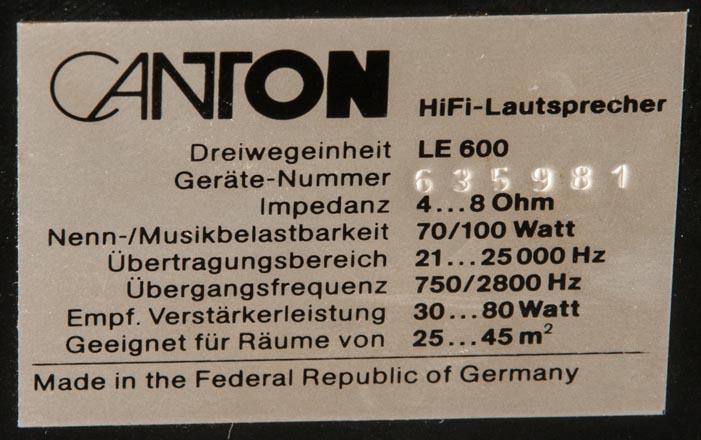 CANTON HiFi-Lautsprecher
Dreiwegeinheit LE 600
Geräte-Nummer 635981
Impedanz 4...8 Ohm
Nenn-/Musikbelastbarkeit 70/100 Watt
Übertragungsbereich 21...25 000 Hz
Übergangsfrequenz 750/2800 Hz
Empf. Verstärkerleistung 30...80 Watt
Geeignet für Räume von 25...45 m²
Made in the Federal Republic of Germany